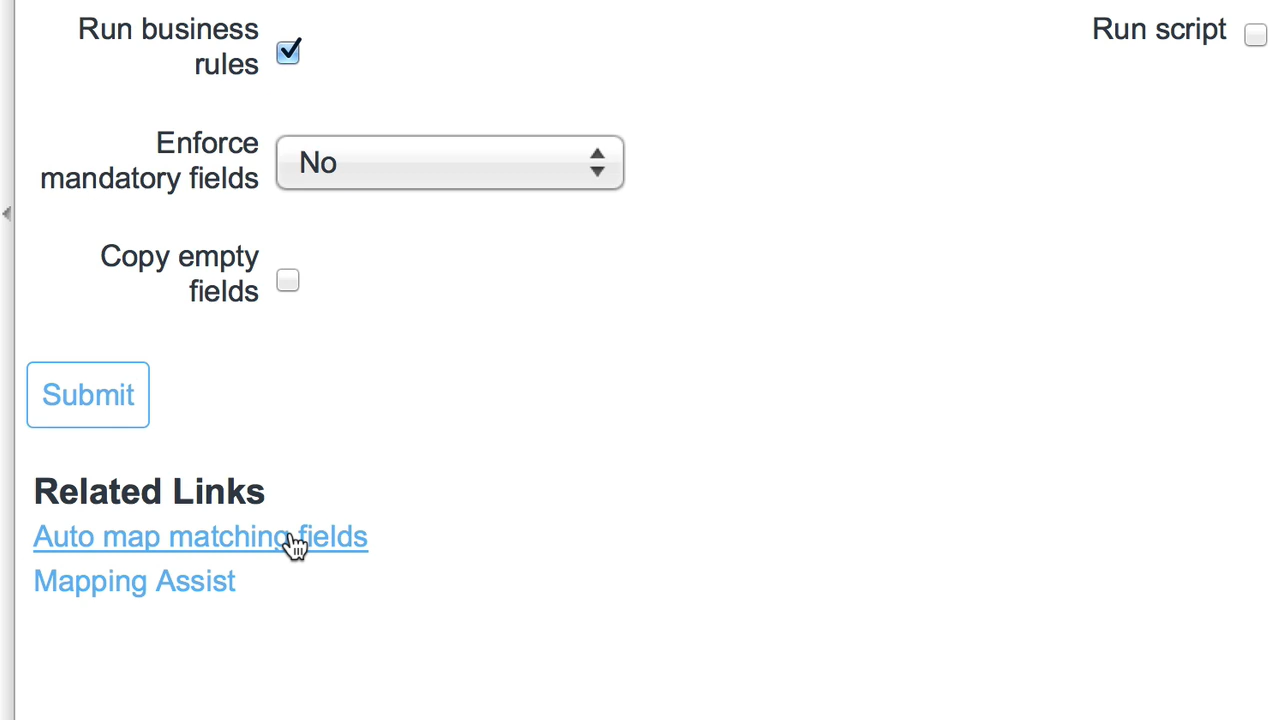 Run business
rules
Run script
Enforce
mandatory fields
No
Copy empty
fields
Submit
Related Links
Auto map matching fields
Mapping Assist